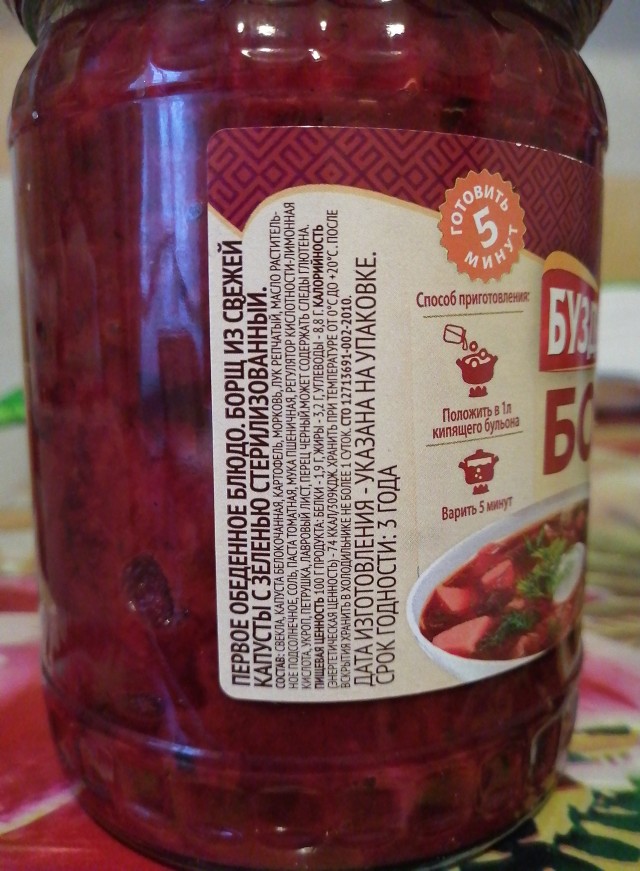 ПЕРВОЕ ОБЕДЕННОЕ БЛЮДО. БОРЩ ИЗ СВЕЖЕЙ
КАПУСТЫ С ЗЕЛЕНЬЮ СТЕРИЛИЗОВАННЫЙ.
СОСТАВ: СВЕКЛА, КАПУСТА БЕЛОКОЧАННАЯ, КАРТОФЕЛЬ, МОРКОВЬ, ЛУК РЕПЧАТЫЙ, МАСЛО РАСТИТЕЛЬ-
НОЕ ПОДСОЛНЕЧНОЕ, СОЛЬ, ПАСТА ТОМАТНАЯ, МУКА ПШЕНИЧНАЯ, РЕГУЛЯТОР КИСЛОТНОСТИ-ЛИМОННАЯ
КИСЛОТА, УКРОП, ПЕТРУШКА, ЛАВРОВЫЙ ЛИСТ, ПЕРЕЦ ЧЕРНЫЙ. МОЖЕТ СОДЕРЖАТЬ СЛЕДЫ ГЛЮТЕНА.
ПИЩЕВАЯ ЦЕННОСТЬ 100 Г ПРОДУКТА: БЕЛКИ - 1,9 Г, ЖИРЫ - 3,2 Г, УГЛЕВОДЫ - 8,8 Г. КАЛОРИЙНОСТЬ
(ЭНЕРГЕТИЧЕСКАЯ ЦЕННОСТЬ) - 74 ККАЛ/309КДЖ. ХРАНИТЬ ПРИ ТЕМПЕРАТУРЕ ОТ 0°С ДО +20°С. ПОСЛЕ
ВСКРЫТИЯ ХРАНИТЬ В ХОЛОДИЛЬНИКЕ НЕ БОЛЕЕ 1 СУТОК. СТО 12713691-002-2010.
ДАТА ИЗГОТОВЛЕНИЯ - УКАЗАНА НА УПАКОВКЕ.
СРОК ГОДНОСТИ: 3 ГОДА
ГОТОВИТЬ
5
МИНУТ
Способ приготовления:
Положить в 1л
кипящего бульона
Варить 5 минут
БУЗД
БО